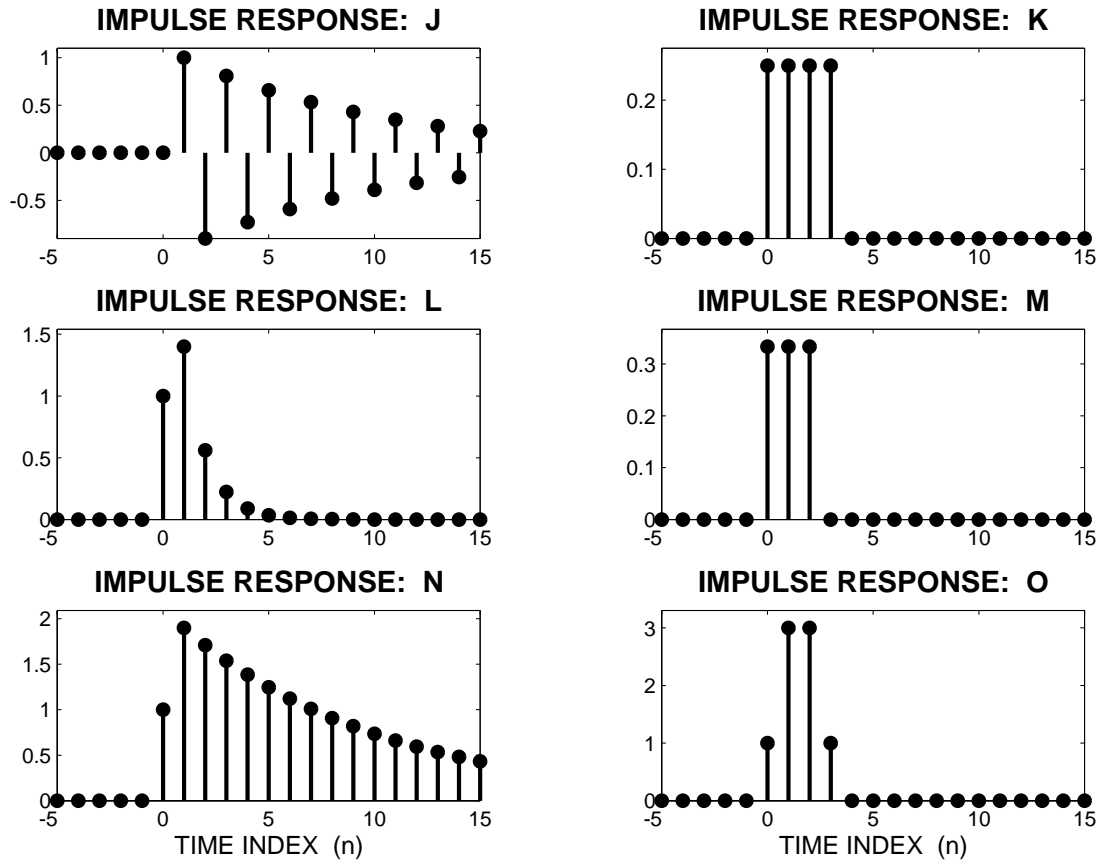 IMPULSE RESPONSE: J
1
0.5
0
-0.5
-5 0 5 10 15
IMPULSE RESPONSE: K
0.2
0.1
0
-5 0 5 10 15
IMPULSE RESPONSE: L
1.5
1
0.5
0
-5 0 5 10 15
IMPULSE RESPONSE: M
0.3
0.2
0.1
0
-5 0 5 10 15
IMPULSE RESPONSE: N
2
1.5
1
0.5
0
-5 0 5 10 15
TIME INDEX (n)
IMPULSE RESPONSE: O
3
2
1
0
-5 0 5 10 15
TIME INDEX (n)